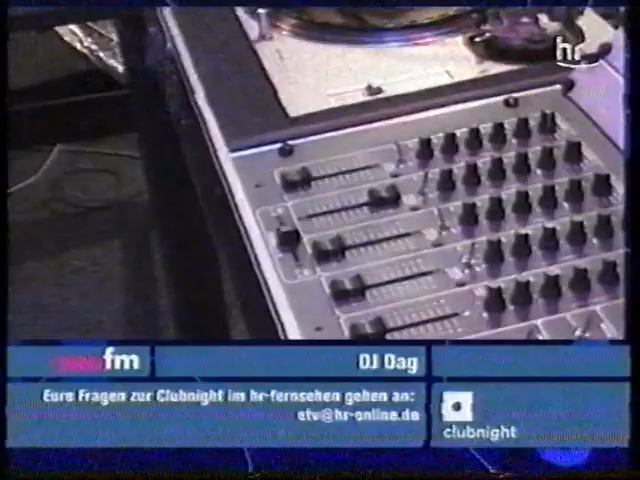 hr
fm
DJ Dag
Eure Fragen zur Clubnight im hr-fernsehen gehen an:
etv@hr-online.de
clubnight